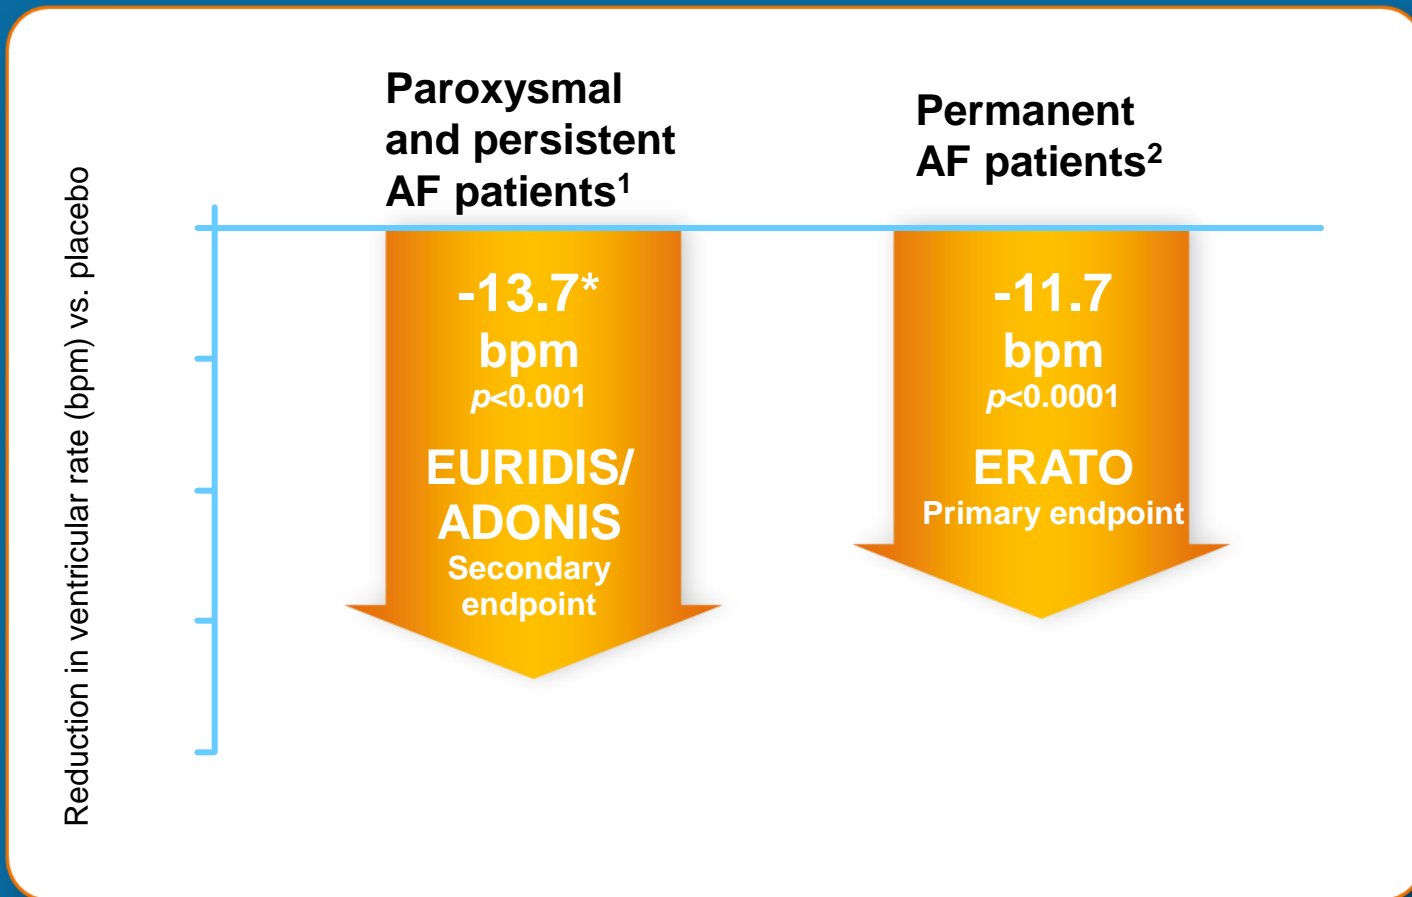 Reduction in ventricular rate (bpm) vs. placebo
Paroxysmal
and persistent
AF patients¹
-13.7*
bpm
p<0.001
EURIDIS/
ADONIS
Secondary
endpoint
Permanent
AF patients²
-11.7
bpm
p<0.0001
ERATO
Primary endpoint